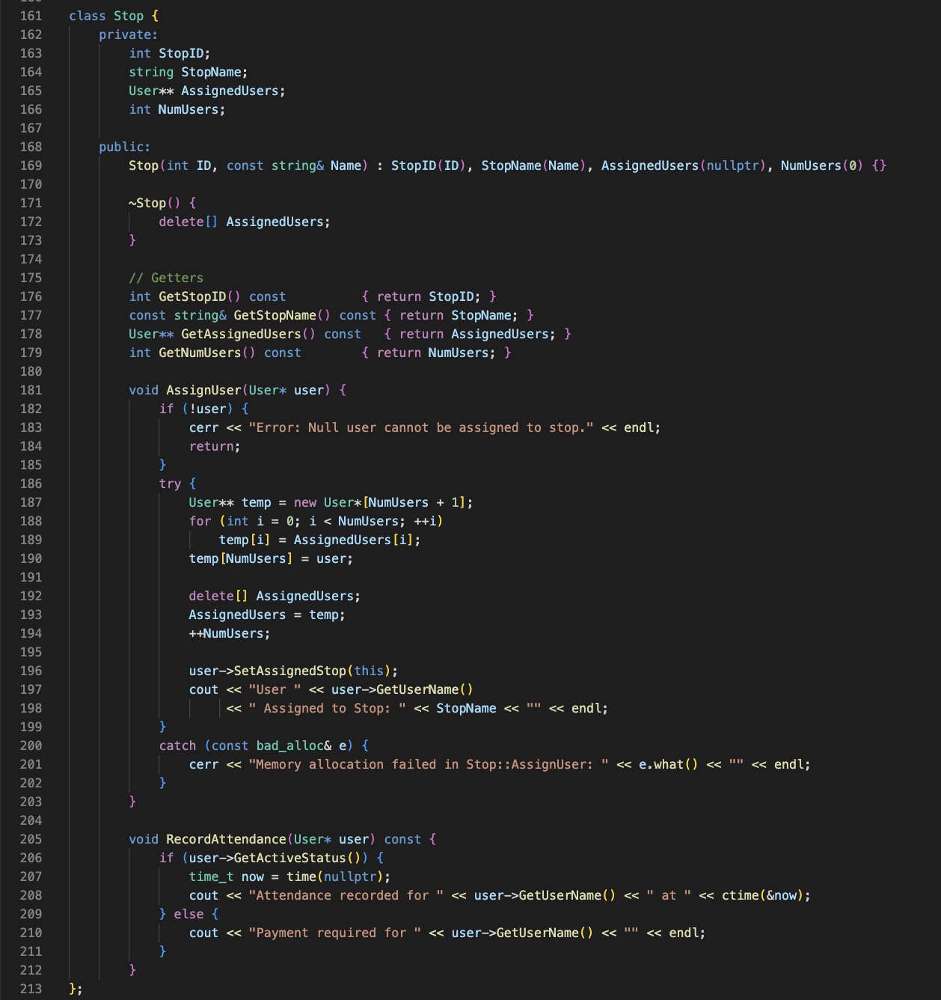 161 class Stop {
162 private:
163 int StopID;
164 string StopName;
165 User** AssignedUsers;
166 int NumUsers;
167
168 public:
169 Stop(int ID, const string& Name) : StopID(ID), StopName(Name), AssignedUsers(nullptr), NumUsers(0) {}
170
171 ~Stop() {
172 delete[] AssignedUsers;
173 }
174
175 // Getters
176 int GetStopID() const { return StopID; }
177 const string& GetStopName() const { return StopName; }
178 User** GetAssignedUsers() const { return AssignedUsers; }
179 int GetNumUsers() const { return NumUsers; }
180
181 void AssignUser(User* user) {
182 if (!user) {
183 cerr << "Error: Null user cannot be assigned to stop." << endl;
184 return;
185 }
186 try {
187 User** temp = new User*[NumUsers + 1];
188 for (int i = 0; i < NumUsers; ++i)
189 temp[i] = AssignedUsers[i];
190 temp[NumUsers] = user;
191
192 delete[] AssignedUsers;
193 AssignedUsers = temp;
194 ++NumUsers;
195
196 user->SetAssignedStop(this);
197 cout << "User " << user->GetUserName()
198 << " Assigned to Stop: " << StopName << "" << endl;
199 }
200 catch (const bad_alloc& e) {
201 cerr << "Memory allocation failed in Stop::AssignUser: " << e.what() << "" << endl;
202 }
203 }
204
205 void RecordAttendance(User* user) const {
206 if (user->GetActiveStatus()) {
207 time_t now = time(nullptr);
208 cout << "Attendance recorded for " << user->GetUserName() << " at " << ctime(&now);
209 } else {
210 cout << "Payment required for " << user->GetUserName() << "" << endl;
211 }
212 }
213 };